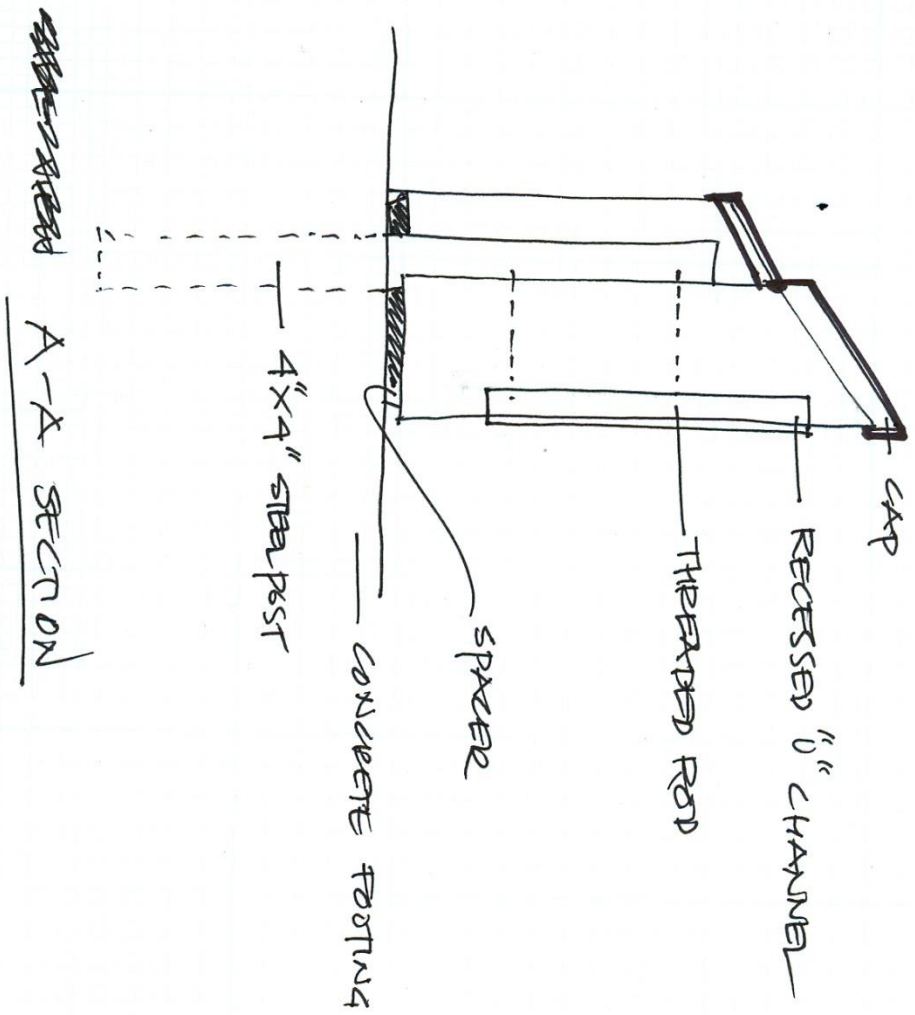 CAP
RECESSED "U" CHANNEL
THREADED ROD
SPACER
CONCRETE FOOTING
4"X4" STEEL POST
A-A SECTION